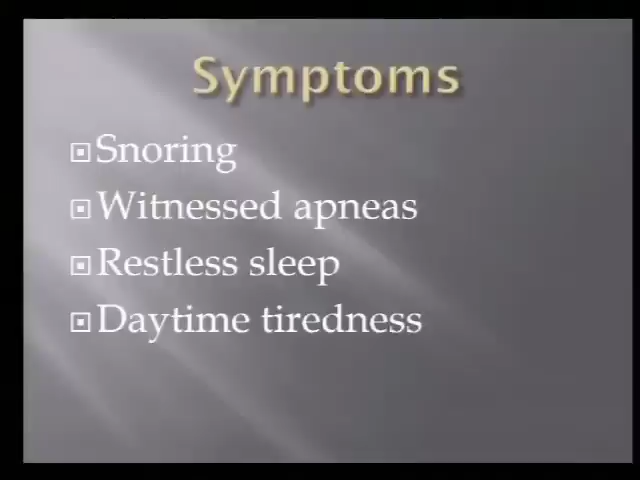 Symptoms
Snoring
Witnessed apneas
Restless sleep
Daytime tiredness